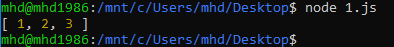 mhd@mhd1986:/mnt/c/Users/mhd/Desktop$ node 1.js
[ 1, 2, 3 ]
mhd@mhd1986:/mnt/c/Users/mhd/Desktop$